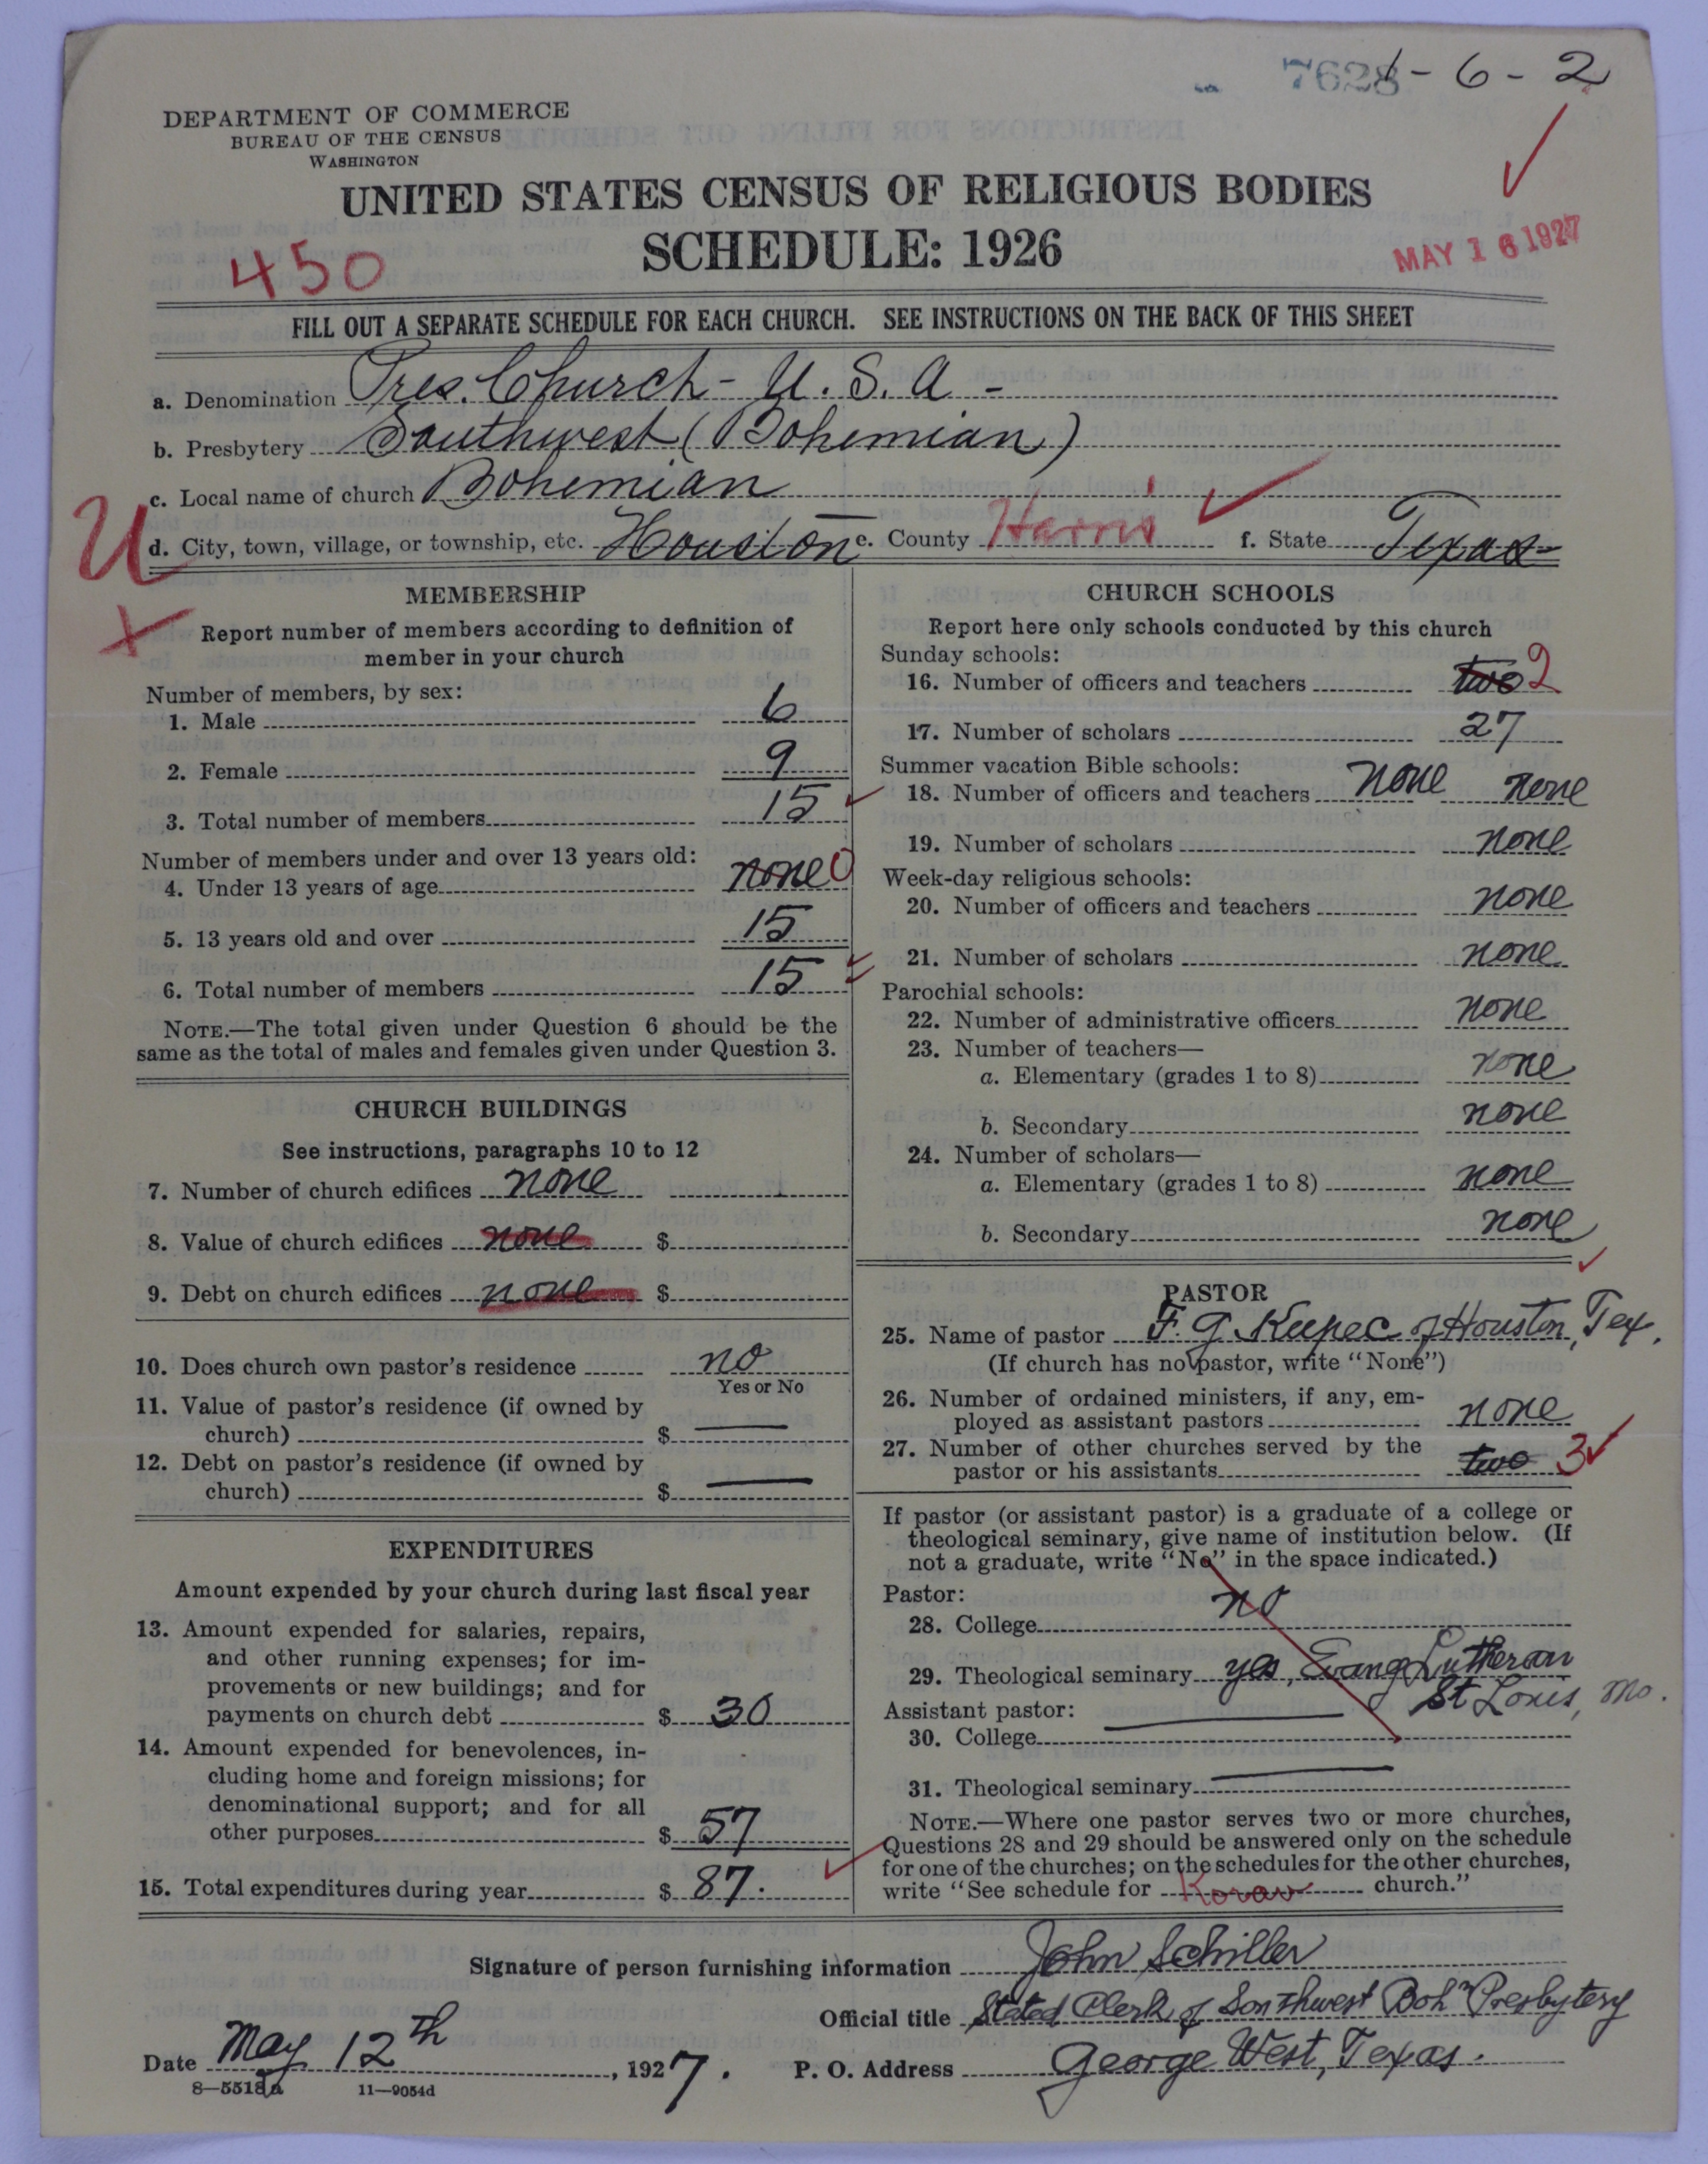 7628 1-6-2
DEPARTMENT OF COMMERCE
BUREAU OF THE CENSUS
WASHINGTON
UNITED STATES CENSUS OF RELIGIOUS BODIES
SCHEDULE: 1926
450
MAY 16 1927
FILL OUT A SEPARATE SCHEDULE FOR EACH CHURCH. SEE INSTRUCTIONS ON THE BACK OF THIS SHEET
a. Denomination Pres. Church - U.S.A -
b. Presbytery Southwest (Bohemian)
c. Local name of church Bohemian
U d. City, town, village, or township, etc. Houston e. County Harris f. State Texas
MEMBERSHIP
Report number of members according to definition of
member in your church
Number of members, by sex:
1. Male 6
2. Female 9
3. Total number of members 15
Number of members under and over 13 years old:
4. Under 13 years of age none 0
5. 13 years old and over 15
6. Total number of members 15
NOTE.—The total given under Question 6 should be the
same as the total of males and females given under Question 3.
CHURCH BUILDINGS
See instructions, paragraphs 10 to 12
7. Number of church edifices none
8. Value of church edifices none $
9. Debt on church edifices none $
10. Does church own pastor's residence no
Yes or No
11. Value of pastor's residence (if owned by
church) $ —
12. Debt on pastor's residence (if owned by
church) $ —
EXPENDITURES
Amount expended by your church during last fiscal year
13. Amount expended for salaries, repairs,
and other running expenses; for im-
provements or new buildings; and for
payments on church debt $ 30
14. Amount expended for benevolences, in-
cluding home and foreign missions; for
denominational support; and for all
other purposes $ 57
15. Total expenditures during year $ 87.
CHURCH SCHOOLS
Report here only schools conducted by this church
Sunday schools:
16. Number of officers and teachers two 2
17. Number of scholars 27
Summer vacation Bible schools:
18. Number of officers and teachers none none
19. Number of scholars none
Week-day religious schools:
20. Number of officers and teachers none
21. Number of scholars none
Parochial schools:
22. Number of administrative officers none
23. Number of teachers—
a. Elementary (grades 1 to 8) none
b. Secondary none
24. Number of scholars—
a. Elementary (grades 1 to 8) none
b. Secondary none
PASTOR
25. Name of pastor F. G. Kupec of Houston, Tex.
(If church has no pastor, write "None")
26. Number of ordained ministers, if any, em-
ployed as assistant pastors none
27. Number of other churches served by the
pastor or his assistants two 3
If pastor (or assistant pastor) is a graduate of a college or
theological seminary, give name of institution below. (If
not a graduate, write "No" in the space indicated.)
Pastor:
28. College no
29. Theological seminary yes, Evang Lutheran
St Louis, Mo.
Assistant pastor:
30. College —
31. Theological seminary —
NOTE.—Where one pastor serves two or more churches,
Questions 28 and 29 should be answered only on the schedule
for one of the churches; on the schedules for the other churches,
write "See schedule for church."
Signature of person furnishing information John Schiller
Official title Stated Clerk of Southwest Boh'n Presbytery
Date May 12th, 1927. P. O. Address George West, Texas.
8—5518a 11—9054d